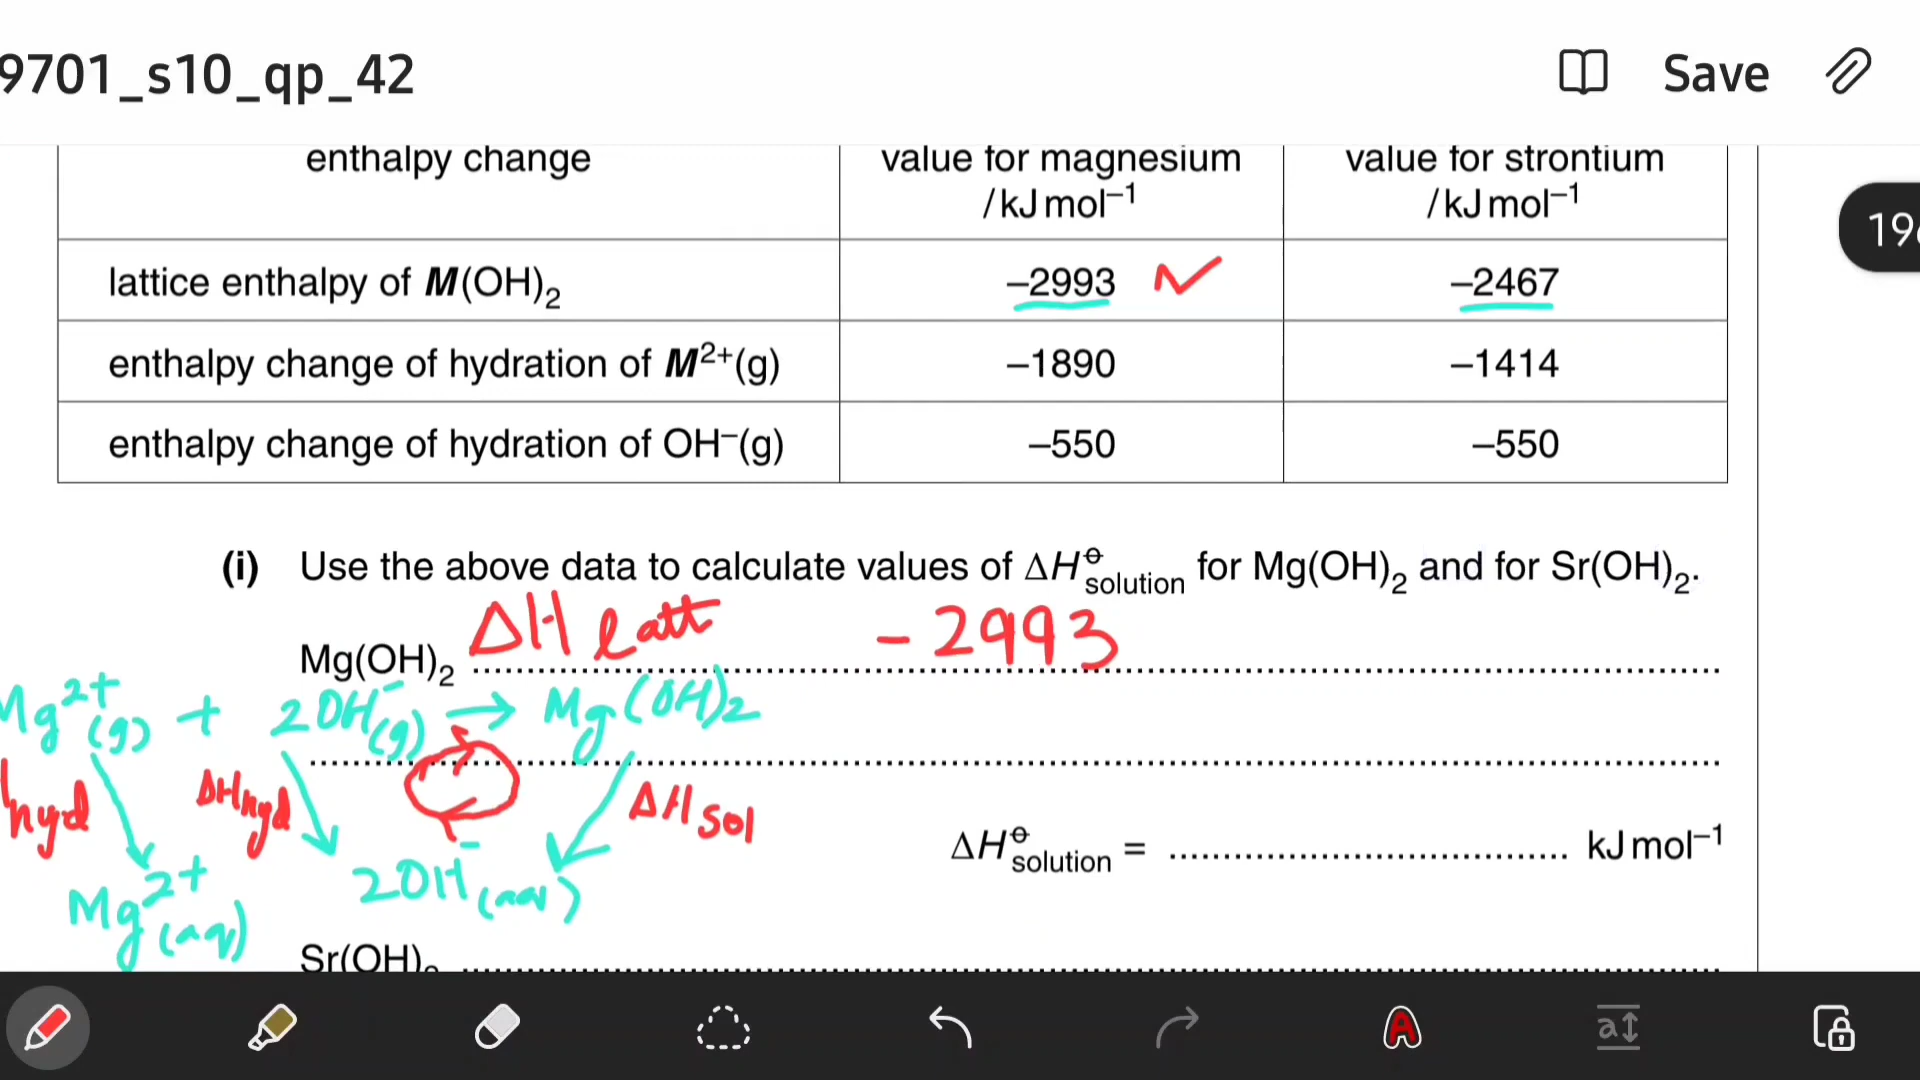 9701_s10_qp_42
Save
enthalpy change value for magnesium /kJ mol⁻¹ value for strontium /kJ mol⁻¹
lattice enthalpy of M(OH)₂ –2993 –2467
enthalpy change of hydration of M²⁺(g) –1890 –1414
enthalpy change of hydration of OH⁻(g) –550 –550
(i) Use the above data to calculate values of ΔH⦵solution for Mg(OH)₂ and for Sr(OH)₂.
ΔH latt -2993
Mg(OH)₂
Mg²⁺(g) + 2OH⁻(g) → Mg(OH)₂
hyd ΔHhyd ΔHsol
ΔH⦵solution = kJ mol⁻¹
Mg²⁺(aq) 2OH⁻(aq)
Sr(OH)₂
A
a